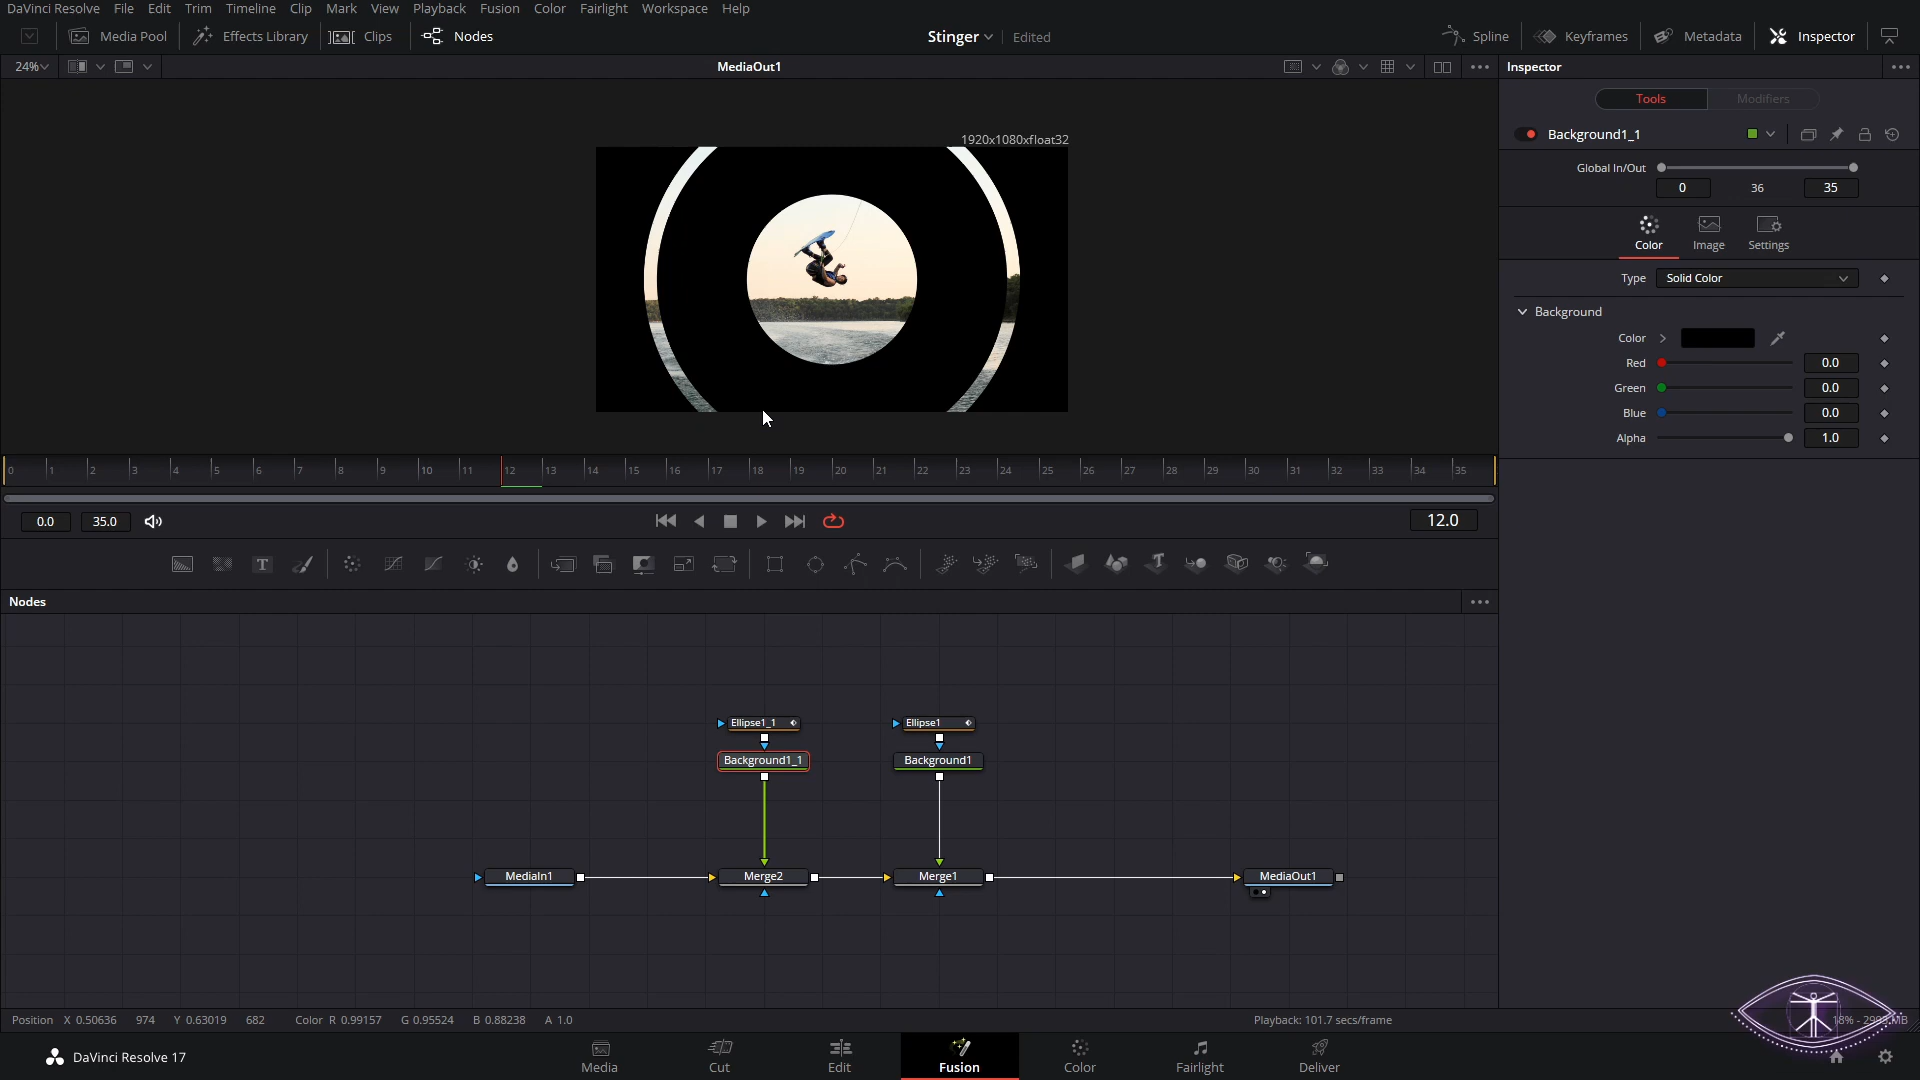 DaVinci Resolve File Edit Trim Timeline Clip Mark View Playback Fusion Color Fairlight Workspace Help
Media Pool Effects Library Clips Nodes Stinger Edited Spline Keyframes Metadata Inspector
24% MediaOut1 Inspector
Tools Modifiers
1920x1080xfloat32
Background1_1
Global In/Out
0 36 35
Color Image Settings
Type Solid Color
Background
Color
Red 0.0
Green 0.0
Blue 0.0
Alpha 1.0
0 1 2 3 4 5 6 7 8 9 10 11 12 13 14 15 16 17 18 19 20 21 22 23 24 25 26 27 28 29 30 31 32 33 34 35
0.0 35.0 12.0
Nodes
Ellipse1_1 Ellipse1
Background1_1 Background1
MediaIn1 Merge2 Merge1 MediaOut1
Position X 0.50636 974 Y 0.63019 682 Color R 0.99157 G 0.95524 B 0.88238 A 1.0 Playback: 101.7 secs/frame
DaVinci Resolve 17 Media Cut Edit Fusion Color Fairlight Deliver